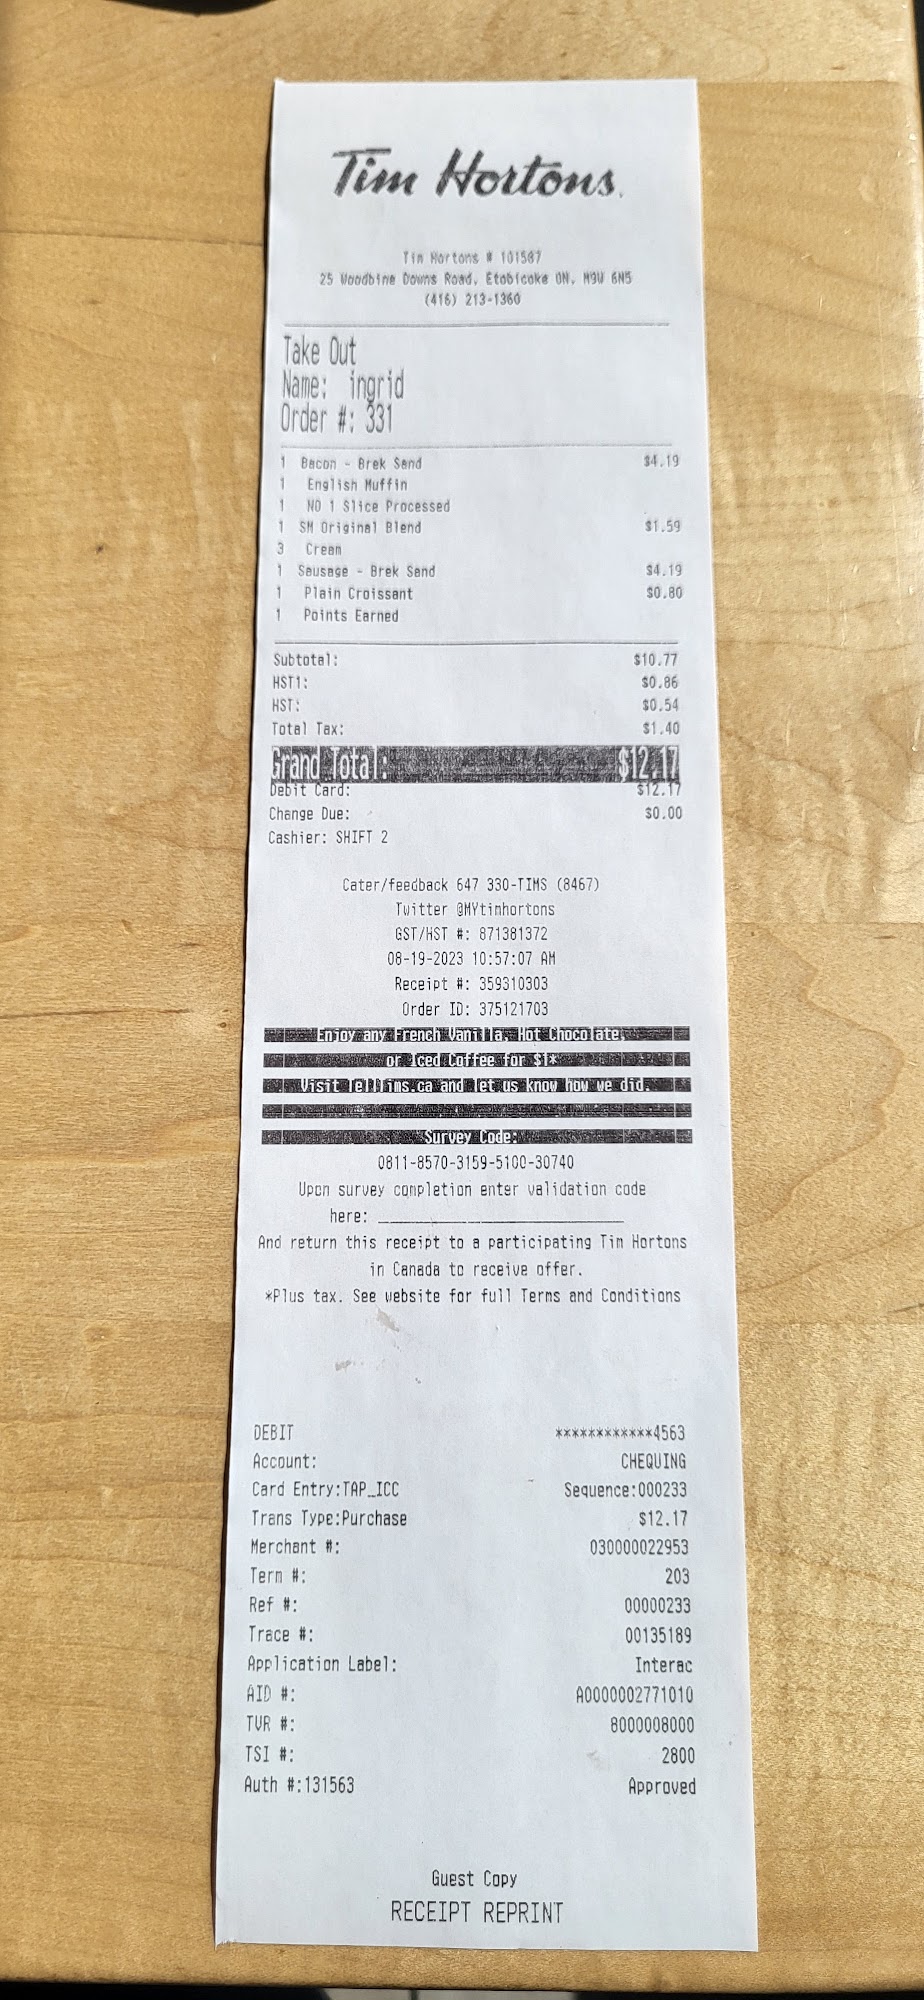 Tim Hortons
Tim Hortons # 101587
25 Woodbine Downs Road, Etobicoke ON, M9W 6N5
(416) 213-1360
Take Out
Name: ingrid
Order #: 331
1 Bacon - Brek Sand $4.19
1 English Muffin
1 NO 1 Slice Processed
1 SM Original Blend $1.59
3 Cream
1 Sausage - Brek Sand $4.19
1 Plain Croissant $0.80
1 Points Earned
Subtotal: $10.77
HST1: $0.86
HST: $0.54
Total Tax: $1.40
Grand Total: $12.17
Debit Card: $12.17
Change Due: $0.00
Cashier: SHIFT 2
Cater/feedback 647 330-TIMS (8467)
Twitter @MYtimhortons
GST/HST #: 871381372
08-19-2023 10:57:07 AM
Receipt #: 359310303
Order ID: 375121703
Enjoy any French Vanilla, Hot Chocolate,
or Iced Coffee for $1*
Visit TellTims.ca and let us know how we did.
Survey Code:
0811-8570-3159-5100-30740
Upon survey completion enter validation code
here:
And return this receipt to a participating Tim Hortons
in Canada to receive offer.
*Plus tax. See website for full Terms and Conditions
DEBIT ************4563
Account: CHEQUING
Card Entry:TAP_ICC Sequence:000233
Trans Type:Purchase $12.17
Merchant #: 030000022953
Term #: 203
Ref #: 00000233
Trace #: 00135189
Application Label: Interac
AID #: A0000002771010
TVR #: 8000008000
TSI #: 2800
Auth #:131563 Approved
Guest Copy
RECEIPT REPRINT